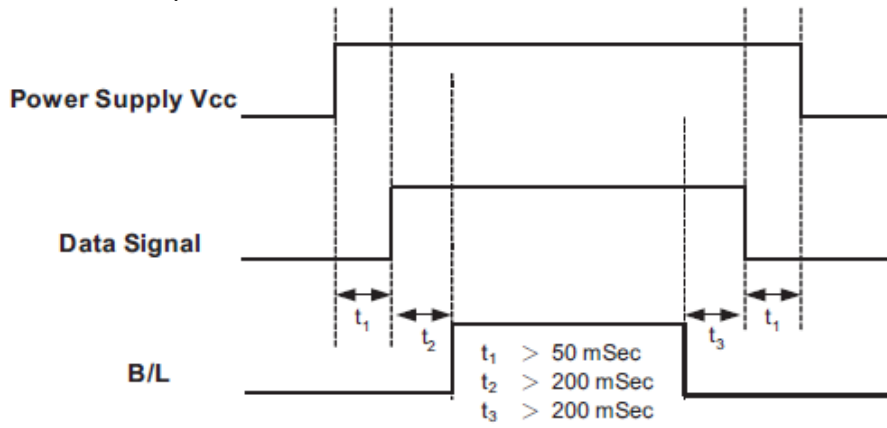 Power Supply Vcc
Data Signal
t₁
t₂
t₃
t₁
B/L
t₁ > 50 mSec
t₂ > 200 mSec
t₃ > 200 mSec